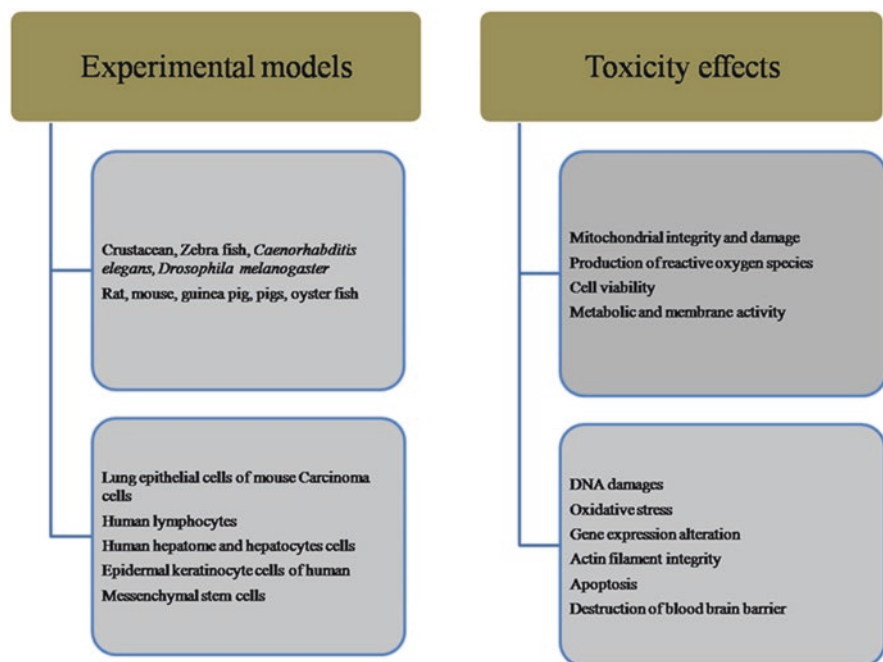 Experimental models
Crustacean, Zebra fish, Caenorhabditis
elegans, Drosophila melanogaster
Rat, mouse, guinea pig, pigs, oyster fish
Lung epithelial cells of mouse Carcinoma
cells
Human lymphocytes
Human hepatome and hepatocytes cells
Epidermal keratinocyte cells of human
Messenchymal stem cells
Toxicity effects
Mitochondrial integrity and damage
Production of reactive oxygen species
Cell viability
Metabolic and membrane activity
DNA damages
Oxidative stress
Gene expression alteration
Actin filament integrity
Apoptosis
Destruction of blood brain barrier